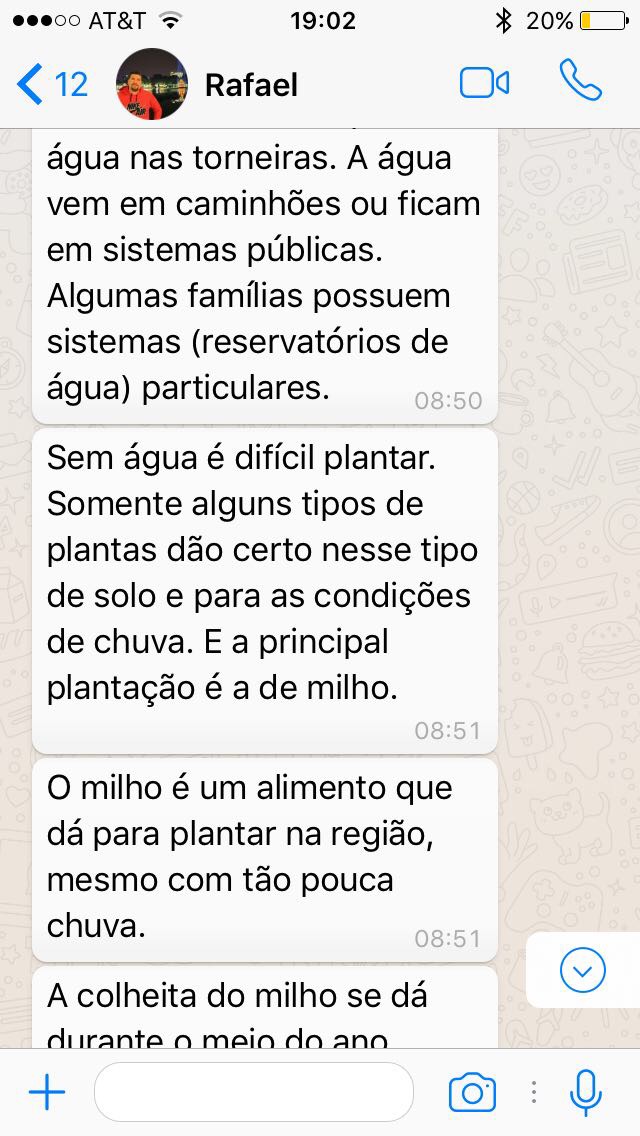 AT&T 19:02 20%
12 Rafael
água nas torneiras. A água
vem em caminhões ou ficam
em sistemas públicas.
Algumas famílias possuem
sistemas (reservatórios de
água) particulares.
08:50
Sem água é difícil plantar.
Somente alguns tipos de
plantas dão certo nesse tipo
de solo e para as condições
de chuva. E a principal
plantação é a de milho.
08:51
O milho é um alimento que
dá para plantar na região,
mesmo com tão pouca
chuva.
08:51
A colheita do milho se dá
durante o meio do ano